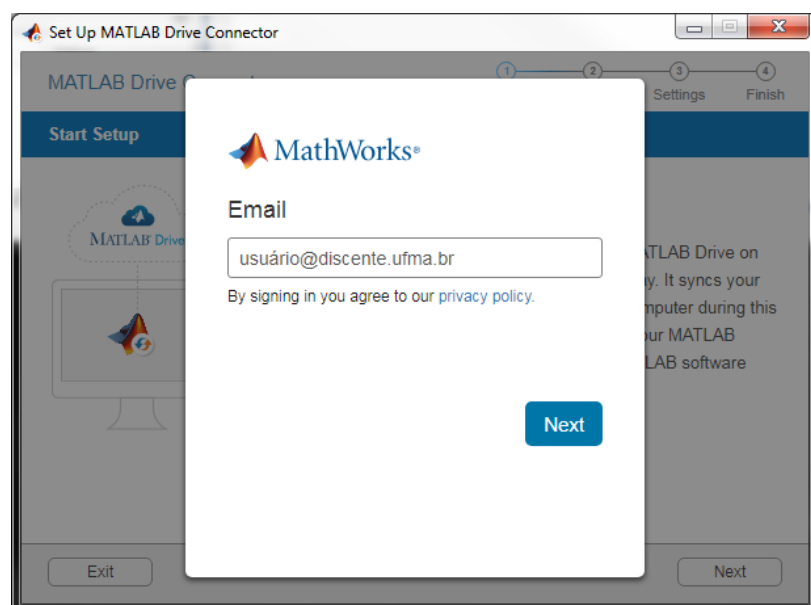 Set Up MATLAB Drive Connector
MATLAB Drive
1 2 3 4
Settings Finish
Start Setup
MathWorks®
Email
MATLAB Drive
usuário@discente.ufma.br
By signing in you agree to our privacy policy.
TLAB Drive on
y. It syncs your
mputer during this
ur MATLAB
LAB software
Next
Exit
Next